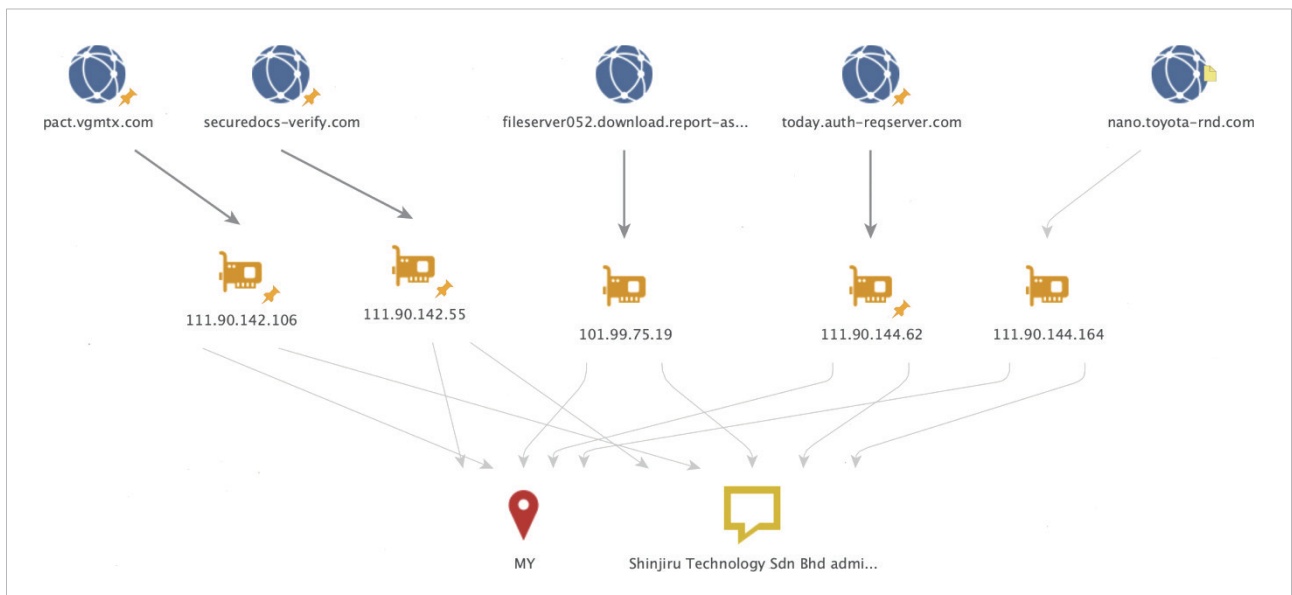 pact.vgmtx.com
securedocs-verify.com
fileserver052.download.report-as...
today.auth-reqserver.com
nano.toyota-rnd.com
111.90.142.106
111.90.142.55
101.99.75.19
111.90.144.62
111.90.144.164
MY
Shinjiru Technology Sdn Bhd admi...